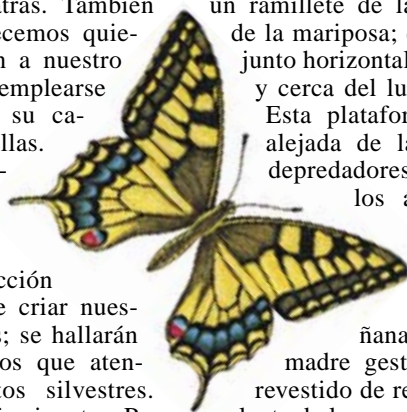 atrás. También
ecemos quie-
n a nuestro
emplearse
su ca-
llas.
-
cción
e criar nues-
s; se hallarán
os que aten-
tos silvestres.
un ramillete de la
de la mariposa;
junto horizontal
y cerca del lu
Esta platafor
alejada de la
depredadores
los a
ñana
madre gest
revestido de re